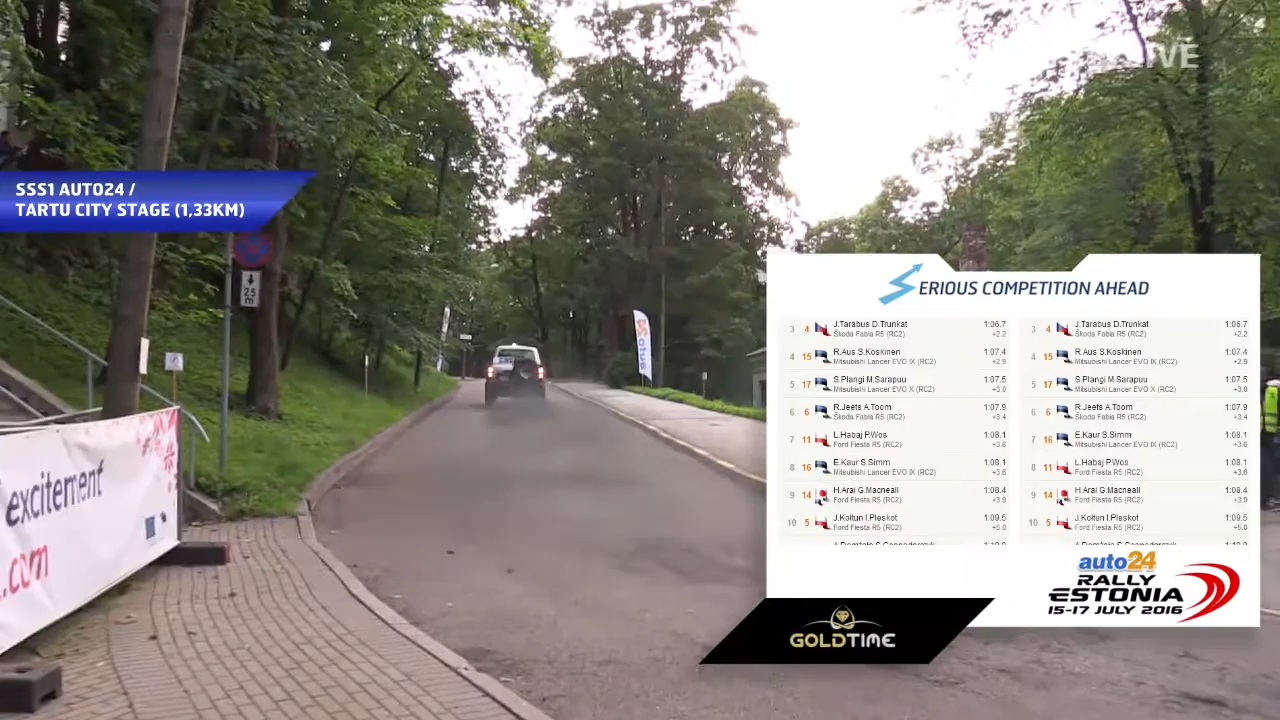 LIVE
SSS1 AUTO24 /
TARTU CITY STAGE (1,33KM)
25
m
excitement
.com
SERIOUS COMPETITION AHEAD
3 4 J.Tarabus D.Trunkat 1:06.7
Škoda Fabia R5 (RC2) +2.2
4 15 R.Aus S.Koskinen 1:07.4
Mitsubishi Lancer EVO IX (RC2) +2.9
5 17 S.Plangi M.Sarapuu 1:07.5
Mitsubishi Lancer EVO X (RC2) +3.0
6 6 R.Jeets A.Toom 1:07.9
Škoda Fabia R5 (RC2) +3.4
7 11 L.Habaj P.Wos 1:08.1
Ford Fiesta R5 (RC2) +3.6
8 16 E.Kaur S.Simm 1:08.1
Mitsubishi Lancer EVO IX (RC2) +3.6
9 14 H.Arai G.Macneall 1:08.4
Ford Fiesta R5 (RC2) +3.9
10 5 J.Koltun I.Pleskot 1:09.5
Ford Fiesta R5 (RC2) +5.0
3 4 J.Tarabus D.Trunkat 1:06.7
Škoda Fabia R5 (RC2) +2.2
4 15 R.Aus S.Koskinen 1:07.4
Mitsubishi Lancer EVO IX (RC2) +2.9
5 17 S.Plangi M.Sarapuu 1:07.5
Mitsubishi Lancer EVO X (RC2) +3.0
6 6 R.Jeets A.Toom 1:07.9
Škoda Fabia R5 (RC2) +3.4
7 16 E.Kaur S.Simm 1:08.1
Mitsubishi Lancer EVO IX (RC2) +3.6
8 11 L.Habaj P.Wos 1:08.1
Ford Fiesta R5 (RC2) +3.6
9 14 H.Arai G.Macneall 1:08.4
Ford Fiesta R5 (RC2) +3.9
10 5 J.Koltun I.Pleskot 1:09.5
Ford Fiesta R5 (RC2) +5.0
auto24
RALLY
ESTONIA
15-17 JULY 2016
GOLDTIME